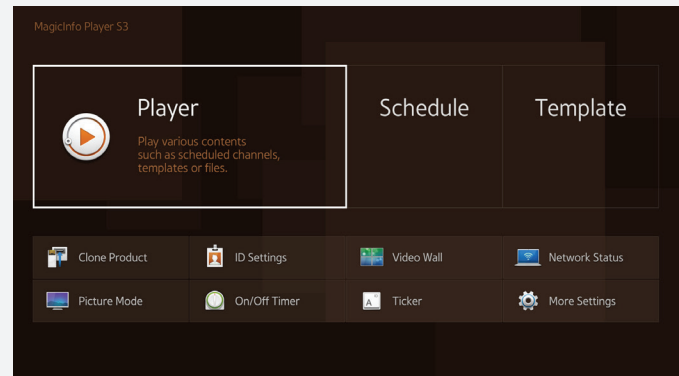 MagicInfo Player S3
Player
Play various contents
such as scheduled channels,
templates or files.
Schedule
Template
Clone Product
ID Settings
Video Wall
Network Status
Picture Mode
On/Off Timer
A
Ticker
More Settings